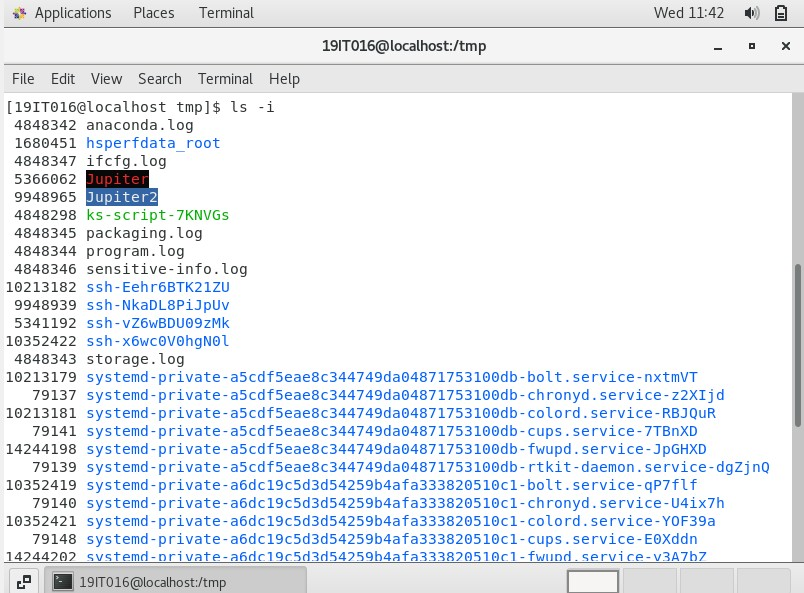 Applications Places Terminal Wed 11:42
19IT016@localhost:/tmp
File Edit View Search Terminal Help
[19IT016@localhost tmp]$ ls -i
4848342 anaconda.log
1680451 hsperfdata_root
4848347 ifcfg.log
5366062 Jupiter
9948965 Jupiter2
4848298 ks-script-7KNVGs
4848345 packaging.log
4848344 program.log
4848346 sensitive-info.log
10213182 ssh-Eehr6BTK21ZU
9948939 ssh-NkaDL8PiJpUv
5341192 ssh-vZ6wBDU09zMk
10352422 ssh-x6wc0V0hgN0l
4848343 storage.log
10213179 systemd-private-a5cdf5eae8c344749da04871753100db-bolt.service-nxtmVT
79137 systemd-private-a5cdf5eae8c344749da04871753100db-chronyd.service-z2XIjd
10213181 systemd-private-a5cdf5eae8c344749da04871753100db-colord.service-RBJQuR
79141 systemd-private-a5cdf5eae8c344749da04871753100db-cups.service-7TBnXD
14244198 systemd-private-a5cdf5eae8c344749da04871753100db-fwupd.service-JpGHXD
79139 systemd-private-a5cdf5eae8c344749da04871753100db-rtkit-daemon.service-dgZjnQ
10352419 systemd-private-a6dc19c5d3d54259b4afa333820510c1-bolt.service-qP7flf
79140 systemd-private-a6dc19c5d3d54259b4afa333820510c1-chronyd.service-U4ix7h
10352421 systemd-private-a6dc19c5d3d54259b4afa333820510c1-colord.service-YOF39a
79148 systemd-private-a6dc19c5d3d54259b4afa333820510c1-cups.service-E0Xddn
14244202 systemd-private-a6dc19c5d3d54259b4afa333820510c1-fwupd.service-v3A7bZ
19IT016@localhost:/tmp